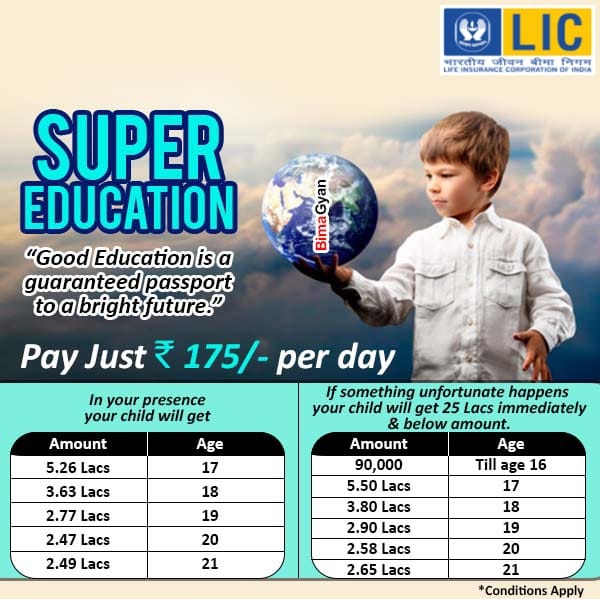 LIC
भारतीय जीवन बीमा निगम
LIFE INSURANCE CORPORATION OF INDIA
SUPER
EDUCATION
BimaGyan
“Good Education is a
guaranteed passport
to a bright future.”
Pay Just ₹ 175/- per day
In your presence
your child will get
Amount Age
5.26 Lacs 17
3.63 Lacs 18
2.77 Lacs 19
2.47 Lacs 20
2.49 Lacs 21
If something unfortunate happens
your child will get 25 Lacs immediately
& below amount.
Amount Age
90,000 Till age 16
5.50 Lacs 17
3.80 Lacs 18
2.90 Lacs 19
2.58 Lacs 20
2.65 Lacs 21
*Conditions Apply